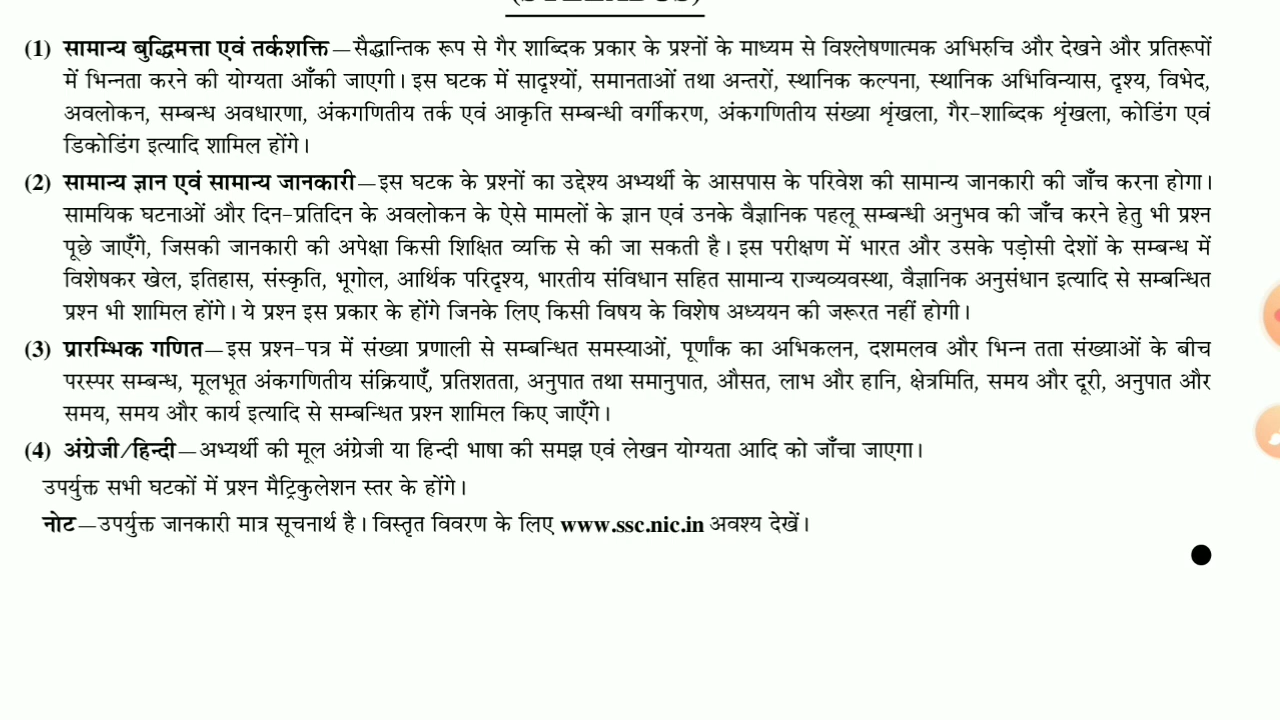 (SYLLABUS)
(1) सामान्य बुद्धिमत्ता एवं तर्कशक्ति—सैद्धान्तिक रूप से गैर शाब्दिक प्रकार के प्रश्नों के माध्यम से विश्लेषणात्मक अभिरुचि और देखने और प्रतिरूपों
में भिन्नता करने की योग्यता आँकी जाएगी। इस घटक में सादृश्यों, समानताओं तथा अन्तरों, स्थानिक कल्पना, स्थानिक अभिविन्यास, दृश्य, विभेद,
अवलोकन, सम्बन्ध अवधारणा, अंकगणितीय तर्क एवं आकृति सम्बन्धी वर्गीकरण, अंकगणितीय संख्या शृंखला, गैर-शाब्दिक शृंखला, कोडिंग एवं
डिकोडिंग इत्यादि शामिल होंगे।
(2) सामान्य ज्ञान एवं सामान्य जानकारी—इस घटक के प्रश्नों का उद्देश्य अभ्यर्थी के आसपास के परिवेश की सामान्य जानकारी की जाँच करना होगा।
सामयिक घटनाओं और दिन-प्रतिदिन के अवलोकन के ऐसे मामलों के ज्ञान एवं उनके वैज्ञानिक पहलू सम्बन्धी अनुभव की जाँच करने हेतु भी प्रश्न
पूछे जाएँगे, जिसकी जानकारी की अपेक्षा किसी शिक्षित व्यक्ति से की जा सकती है। इस परीक्षण में भारत और उसके पड़ोसी देशों के सम्बन्ध में
विशेषकर खेल, इतिहास, संस्कृति, भूगोल, आर्थिक परिदृश्य, भारतीय संविधान सहित सामान्य राज्यव्यवस्था, वैज्ञानिक अनुसंधान इत्यादि से सम्बन्धित
प्रश्न भी शामिल होंगे। ये प्रश्न इस प्रकार के होंगे जिनके लिए किसी विषय के विशेष अध्ययन की जरूरत नहीं होगी।
(3) प्रारम्भिक गणित—इस प्रश्न-पत्र में संख्या प्रणाली से सम्बन्धित समस्याओं, पूर्णांक का अभिकलन, दशमलव और भिन्न तता संख्याओं के बीच
परस्पर सम्बन्ध, मूलभूत अंकगणितीय संक्रियाएँ, प्रतिशतता, अनुपात तथा समानुपात, औसत, लाभ और हानि, क्षेत्रमिति, समय और दूरी, अनुपात और
समय, समय और कार्य इत्यादि से सम्बन्धित प्रश्न शामिल किए जाएँगे।
(4) अंग्रेजी/हिन्दी—अभ्यर्थी की मूल अंग्रेजी या हिन्दी भाषा की समझ एवं लेखन योग्यता आदि को जाँचा जाएगा।
उपर्युक्त सभी घटकों में प्रश्न मैट्रिकुलेशन स्तर के होंगे।
नोट—उपर्युक्त जानकारी मात्र सूचनार्थ है। विस्तृत विवरण के लिए www.ssc.nic.in अवश्य देखें।